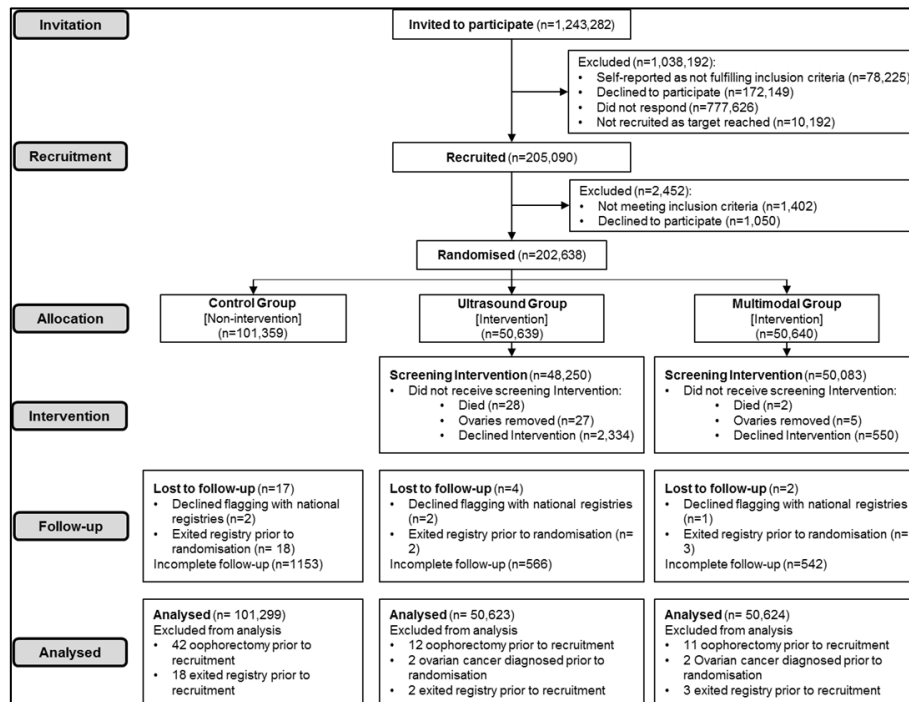 Invitation
Invited to participate (n=1,243,282)
Excluded (n=1,038,192):
• Self-reported as not fulfilling inclusion criteria (n=78,225)
• Declined to participate (n=172,149)
• Did not respond (n=777,626)
• Not recruited as target reached (n=10,192)
Recruitment
Recruited (n=205,090)
Excluded (n=2,452):
• Not meeting inclusion criteria (n=1,402)
• Declined to participate (n=1,050)
Randomised (n=202,638)
Allocation
Control Group
[Non-intervention]
(n=101,359)
Ultrasound Group
[Intervention]
(n=50,639)
Multimodal Group
[Intervention]
(n=50,640)
Intervention
Screening Intervention (n=48,250)
• Did not receive screening Intervention:
• Died (n=28)
• Ovaries removed (n=27)
• Declined Intervention (n=2,334)
Screening Intervention (n=50,083)
• Did not receive screening Intervention:
• Died (n=2)
• Ovaries removed (n=5)
• Declined Intervention (n=550)
Follow-up
Lost to follow-up (n=17)
• Declined flagging with national
registries (n=2)
• Exited registry prior to
randomisation (n= 18)
Incomplete follow-up (n=1153)
Lost to follow-up (n=4)
• Declined flagging with national registries
(n=2)
• Exited registry prior to randomisation (n=
2)
Incomplete follow-up (n=566)
Lost to follow-up (n=2)
• Declined flagging with national registries
(n=1)
• Exited registry prior to randomisation (n=
3)
Incomplete follow-up (n=542)
Analysed
Analysed (n= 101,299)
Excluded from analysis
• 42 oophorectomy prior to
recruitment
• 18 exited registry prior to
recruitment
Analysed (n= 50,623)
Excluded from analysis
• 12 oophorectomy prior to recruitment
• 2 ovarian cancer diagnosed prior to
randomisation
• 2 exited registry prior to recruitment
Analysed (n= 50,624)
Excluded from analysis
• 11 oophorectomy prior to recruitment
• 2 Ovarian cancer diagnosed prior to
randomisation
• 3 exited registry prior to recruitment